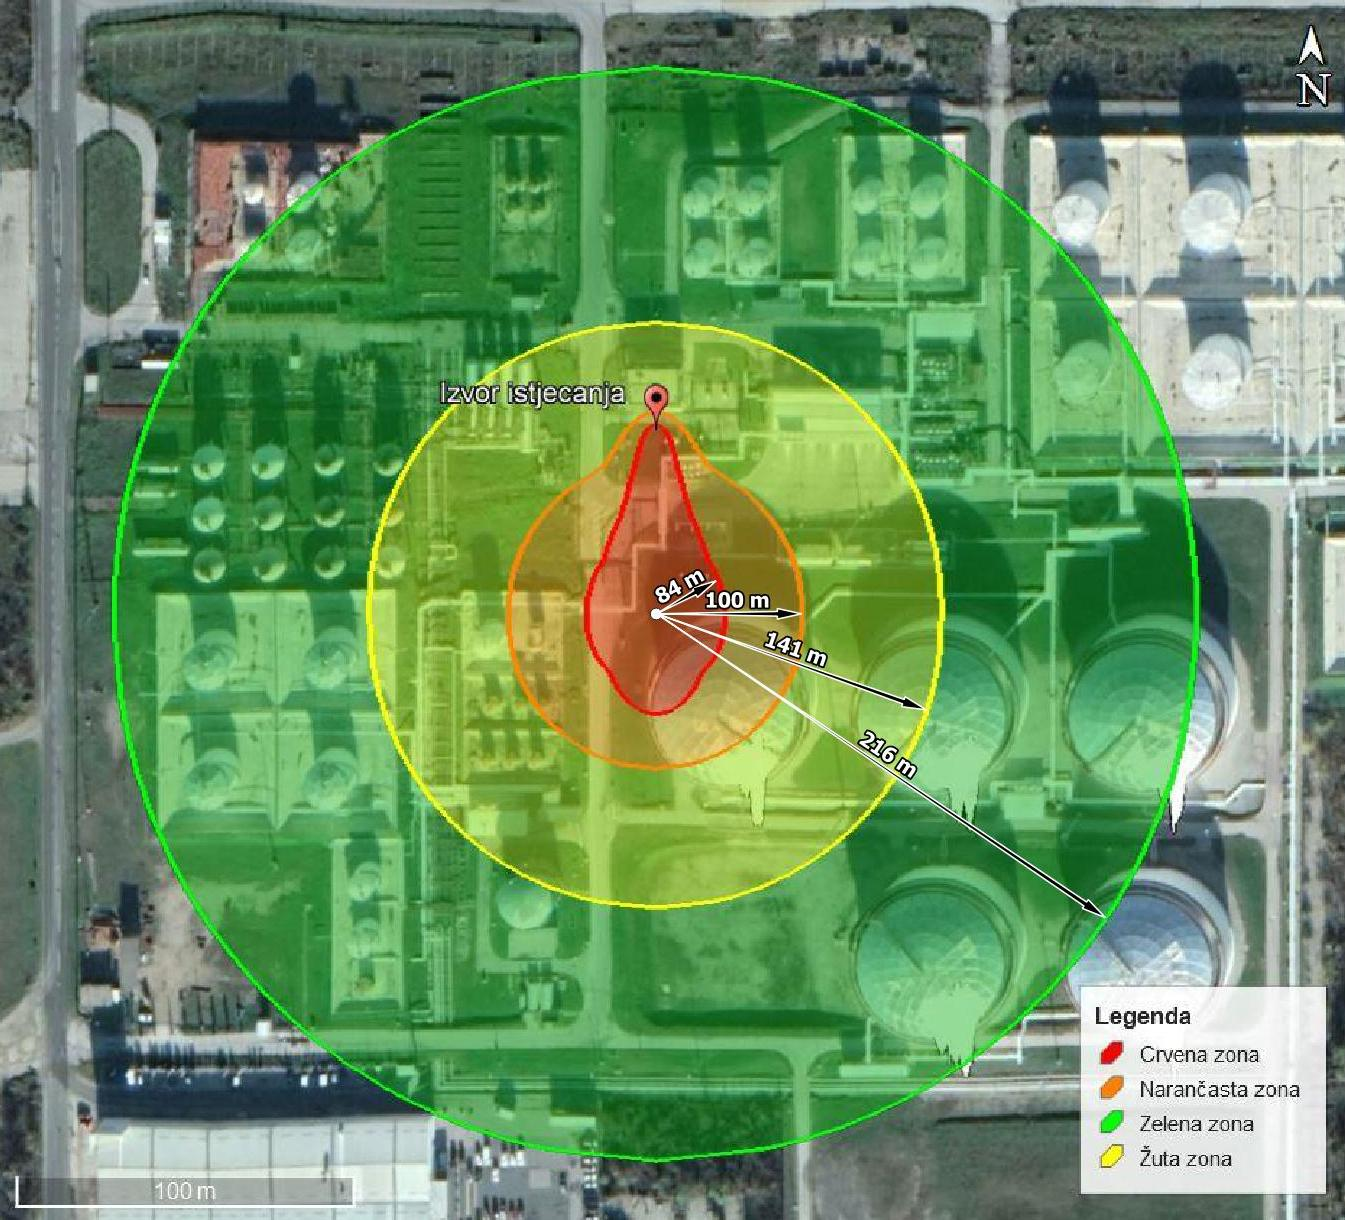 N
Izvor istjecanja
84 m
100 m
141 m
216 m
Legenda
Crvena zona
Narančasta zona
Zelena zona
Žuta zona
100 m